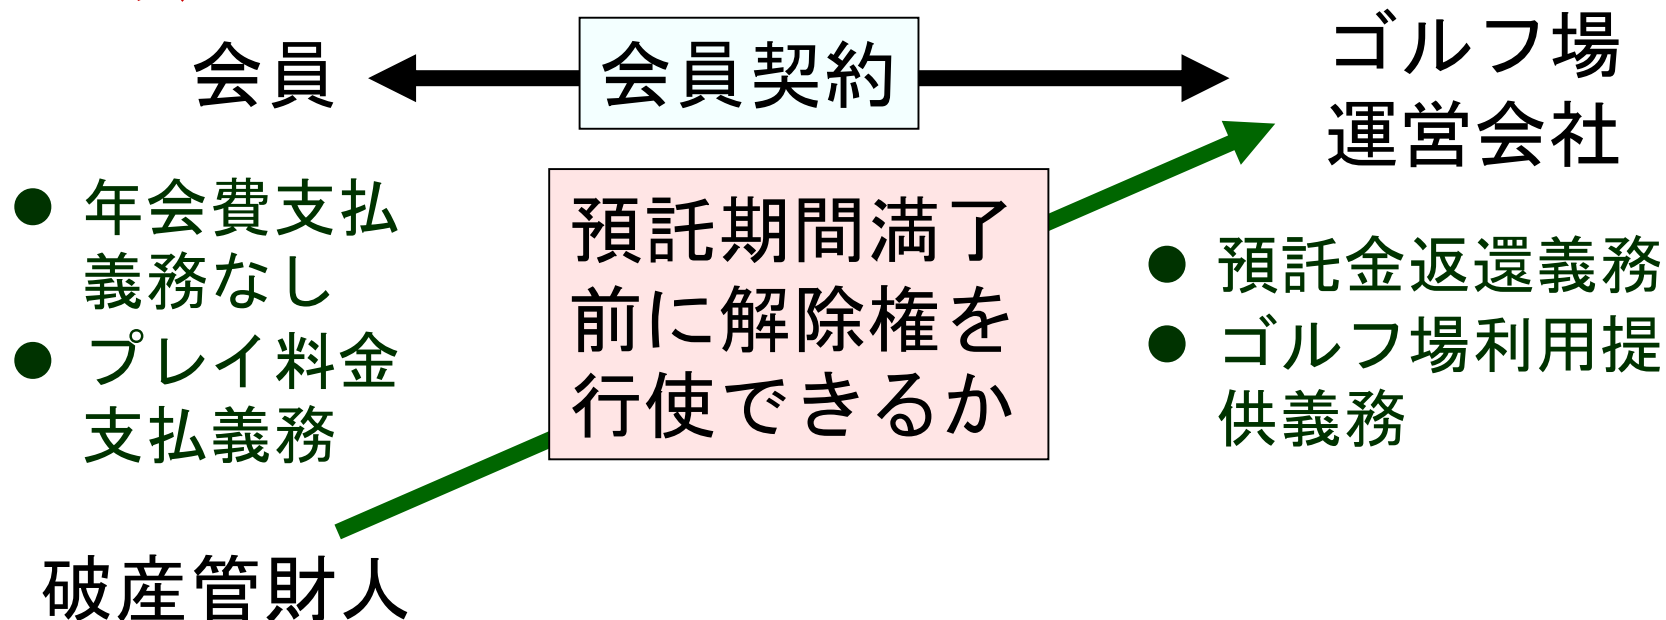 会員
会員契約
ゴルフ場
運営会社
● 年会費支払
義務なし
● プレイ料金
支払義務
預託期間満了
前に解除権を
行使できるか
● 預託金返還義務
● ゴルフ場利用提
供義務
破産管財人